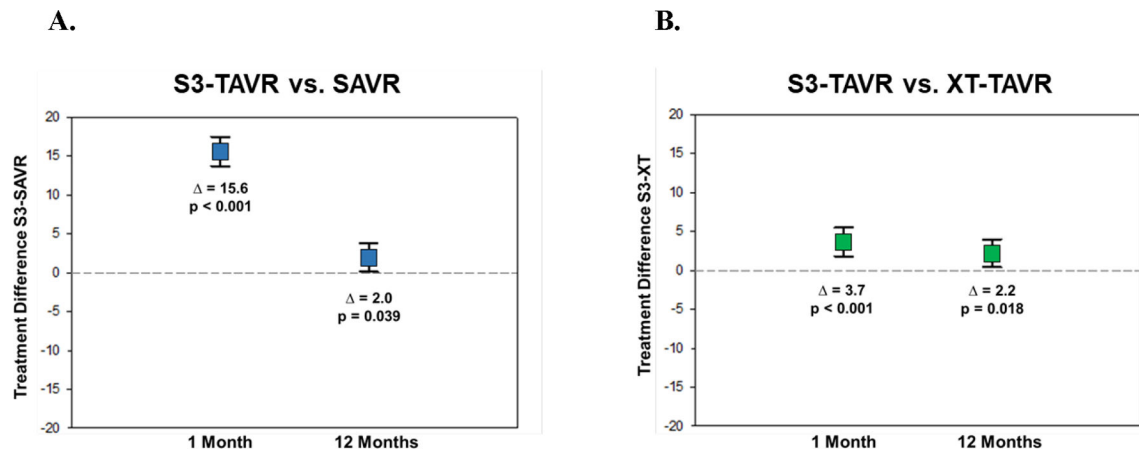 A.
S3-TAVR vs. SAVR
Treatment Difference S3-SAVR
20
15
10
5
0
-5
-10
-15
-20
Δ = 15.6
p < 0.001
Δ = 2.0
p = 0.039
1 Month
12 Months
B.
S3-TAVR vs. XT-TAVR
Treatment Difference S3-XT
20
15
10
5
0
-5
-10
-15
-20
Δ = 3.7
p < 0.001
Δ = 2.2
p = 0.018
1 Month
12 Months